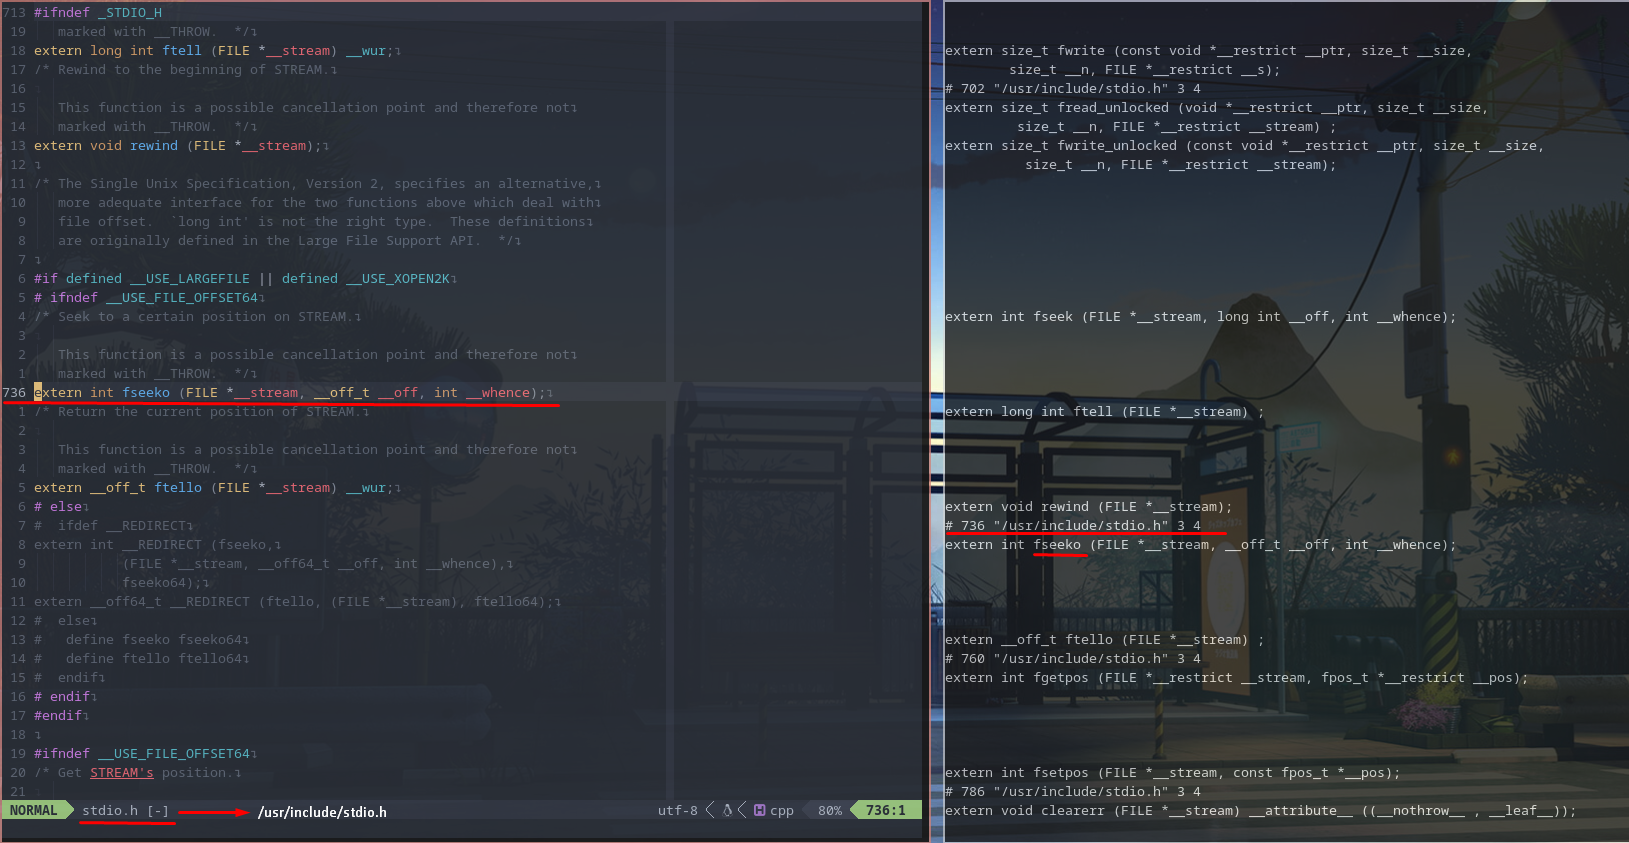 713 #ifndef _STDIO_H
19    marked with __THROW.  */↴
18 extern long int ftell (FILE *__stream) __wur;↴
17 /* Rewind to the beginning of STREAM.↴
16 ↴
15    This function is a possible cancellation point and therefore not↴
14    marked with __THROW.  */↴
13 extern void rewind (FILE *__stream);↴
12 ↴
11 /* The Single Unix Specification, Version 2, specifies an alternative,↴
10    more adequate interface for the two functions above which deal with↴
9    file offset.  `long int' is not the right type.  These definitions↴
8    are originally defined in the Large File Support API.  */↴
7 ↴
6 #if defined __USE_LARGEFILE || defined __USE_XOPEN2K↴
5 # ifndef __USE_FILE_OFFSET64↴
4 /* Seek to a certain position on STREAM.↴
3 ↴
2    This function is a possible cancellation point and therefore not↴
1    marked with __THROW.  */↴
736 extern int fseeko (FILE *__stream, __off_t __off, int __whence);↴
1 /* Return the current position of STREAM.↴
2 ↴
3    This function is a possible cancellation point and therefore not↴
4    marked with __THROW.  */↴
5 extern __off_t ftello (FILE *__stream) __wur;↴
6 # else↴
7 #  ifdef __REDIRECT↴
8 extern int __REDIRECT (fseeko,↴
9            (FILE *__stream, __off64_t __off, int __whence),↴
10            fseeko64);↴
11 extern __off64_t __REDIRECT (ftello, (FILE *__stream), ftello64);↴
12 #  else↴
13 #   define fseeko fseeko64↴
14 #   define ftello ftello64↴
15 #  endif↴
16 # endif↴
17 #endif↴
18 ↴
19 #ifndef __USE_FILE_OFFSET64↴
20 /* Get STREAM's position.↴
21
NORMAL stdio.h [-] /usr/include/stdio.h utf-8 cpp 80% 736:1
extern size_t fwrite (const void *__restrict __ptr, size_t __size,
        size_t __n, FILE *__restrict __s);
# 702 "/usr/include/stdio.h" 3 4
extern size_t fread_unlocked (void *__restrict __ptr, size_t __size,
         size_t __n, FILE *__restrict __stream) ;
extern size_t fwrite_unlocked (const void *__restrict __ptr, size_t __size,
          size_t __n, FILE *__restrict __stream);
extern int fseek (FILE *__stream, long int __off, int __whence);
extern long int ftell (FILE *__stream) ;
extern void rewind (FILE *__stream);
# 736 "/usr/include/stdio.h" 3 4
extern int fseeko (FILE *__stream, __off_t __off, int __whence);
extern __off_t ftello (FILE *__stream) ;
# 760 "/usr/include/stdio.h" 3 4
extern int fgetpos (FILE *__restrict __stream, fpos_t *__restrict __pos);
extern int fsetpos (FILE *__stream, const fpos_t *__pos);
# 786 "/usr/include/stdio.h" 3 4
extern void clearerr (FILE *__stream) __attribute__ ((__nothrow__ , __leaf__));